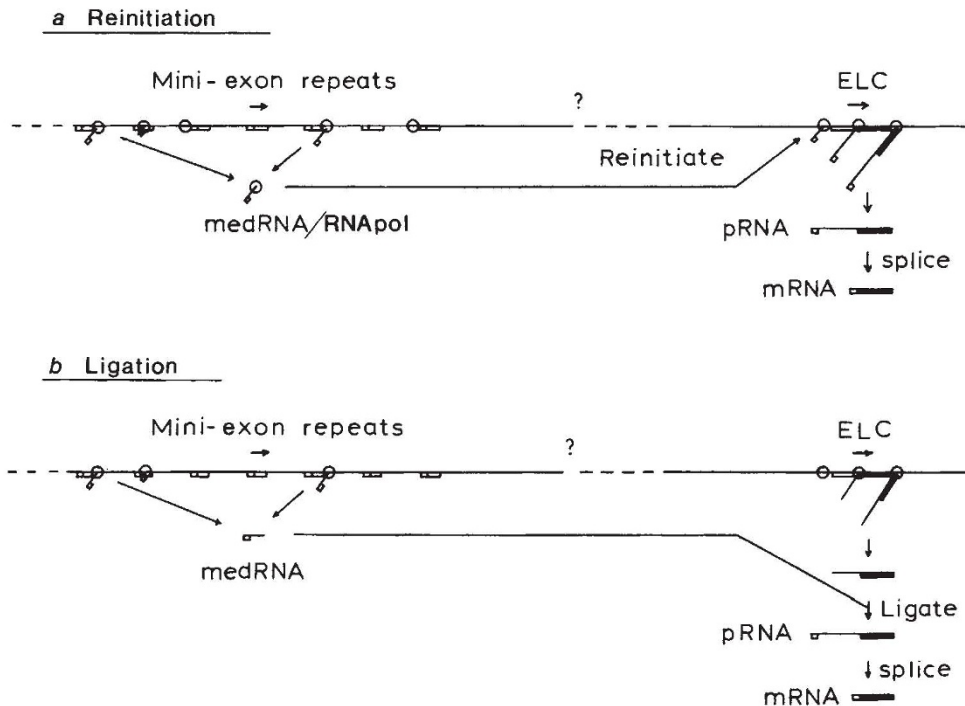 a Reinitiation
Mini-exon repeats
?
ELC
Reinitiate
medRNA/RNApol
pRNA
splice
mRNA
b Ligation
Mini-exon repeats
?
ELC
medRNA
Ligate
pRNA
splice
mRNA